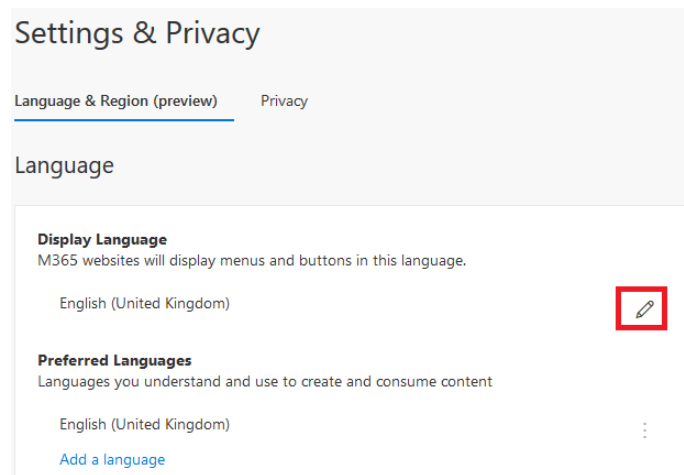 Settings & Privacy
Language & Region (preview) Privacy
Language
Display Language
M365 websites will display menus and buttons in this language.
English (United Kingdom)
Preferred Languages
Languages you understand and use to create and consume content
English (United Kingdom)
Add a language